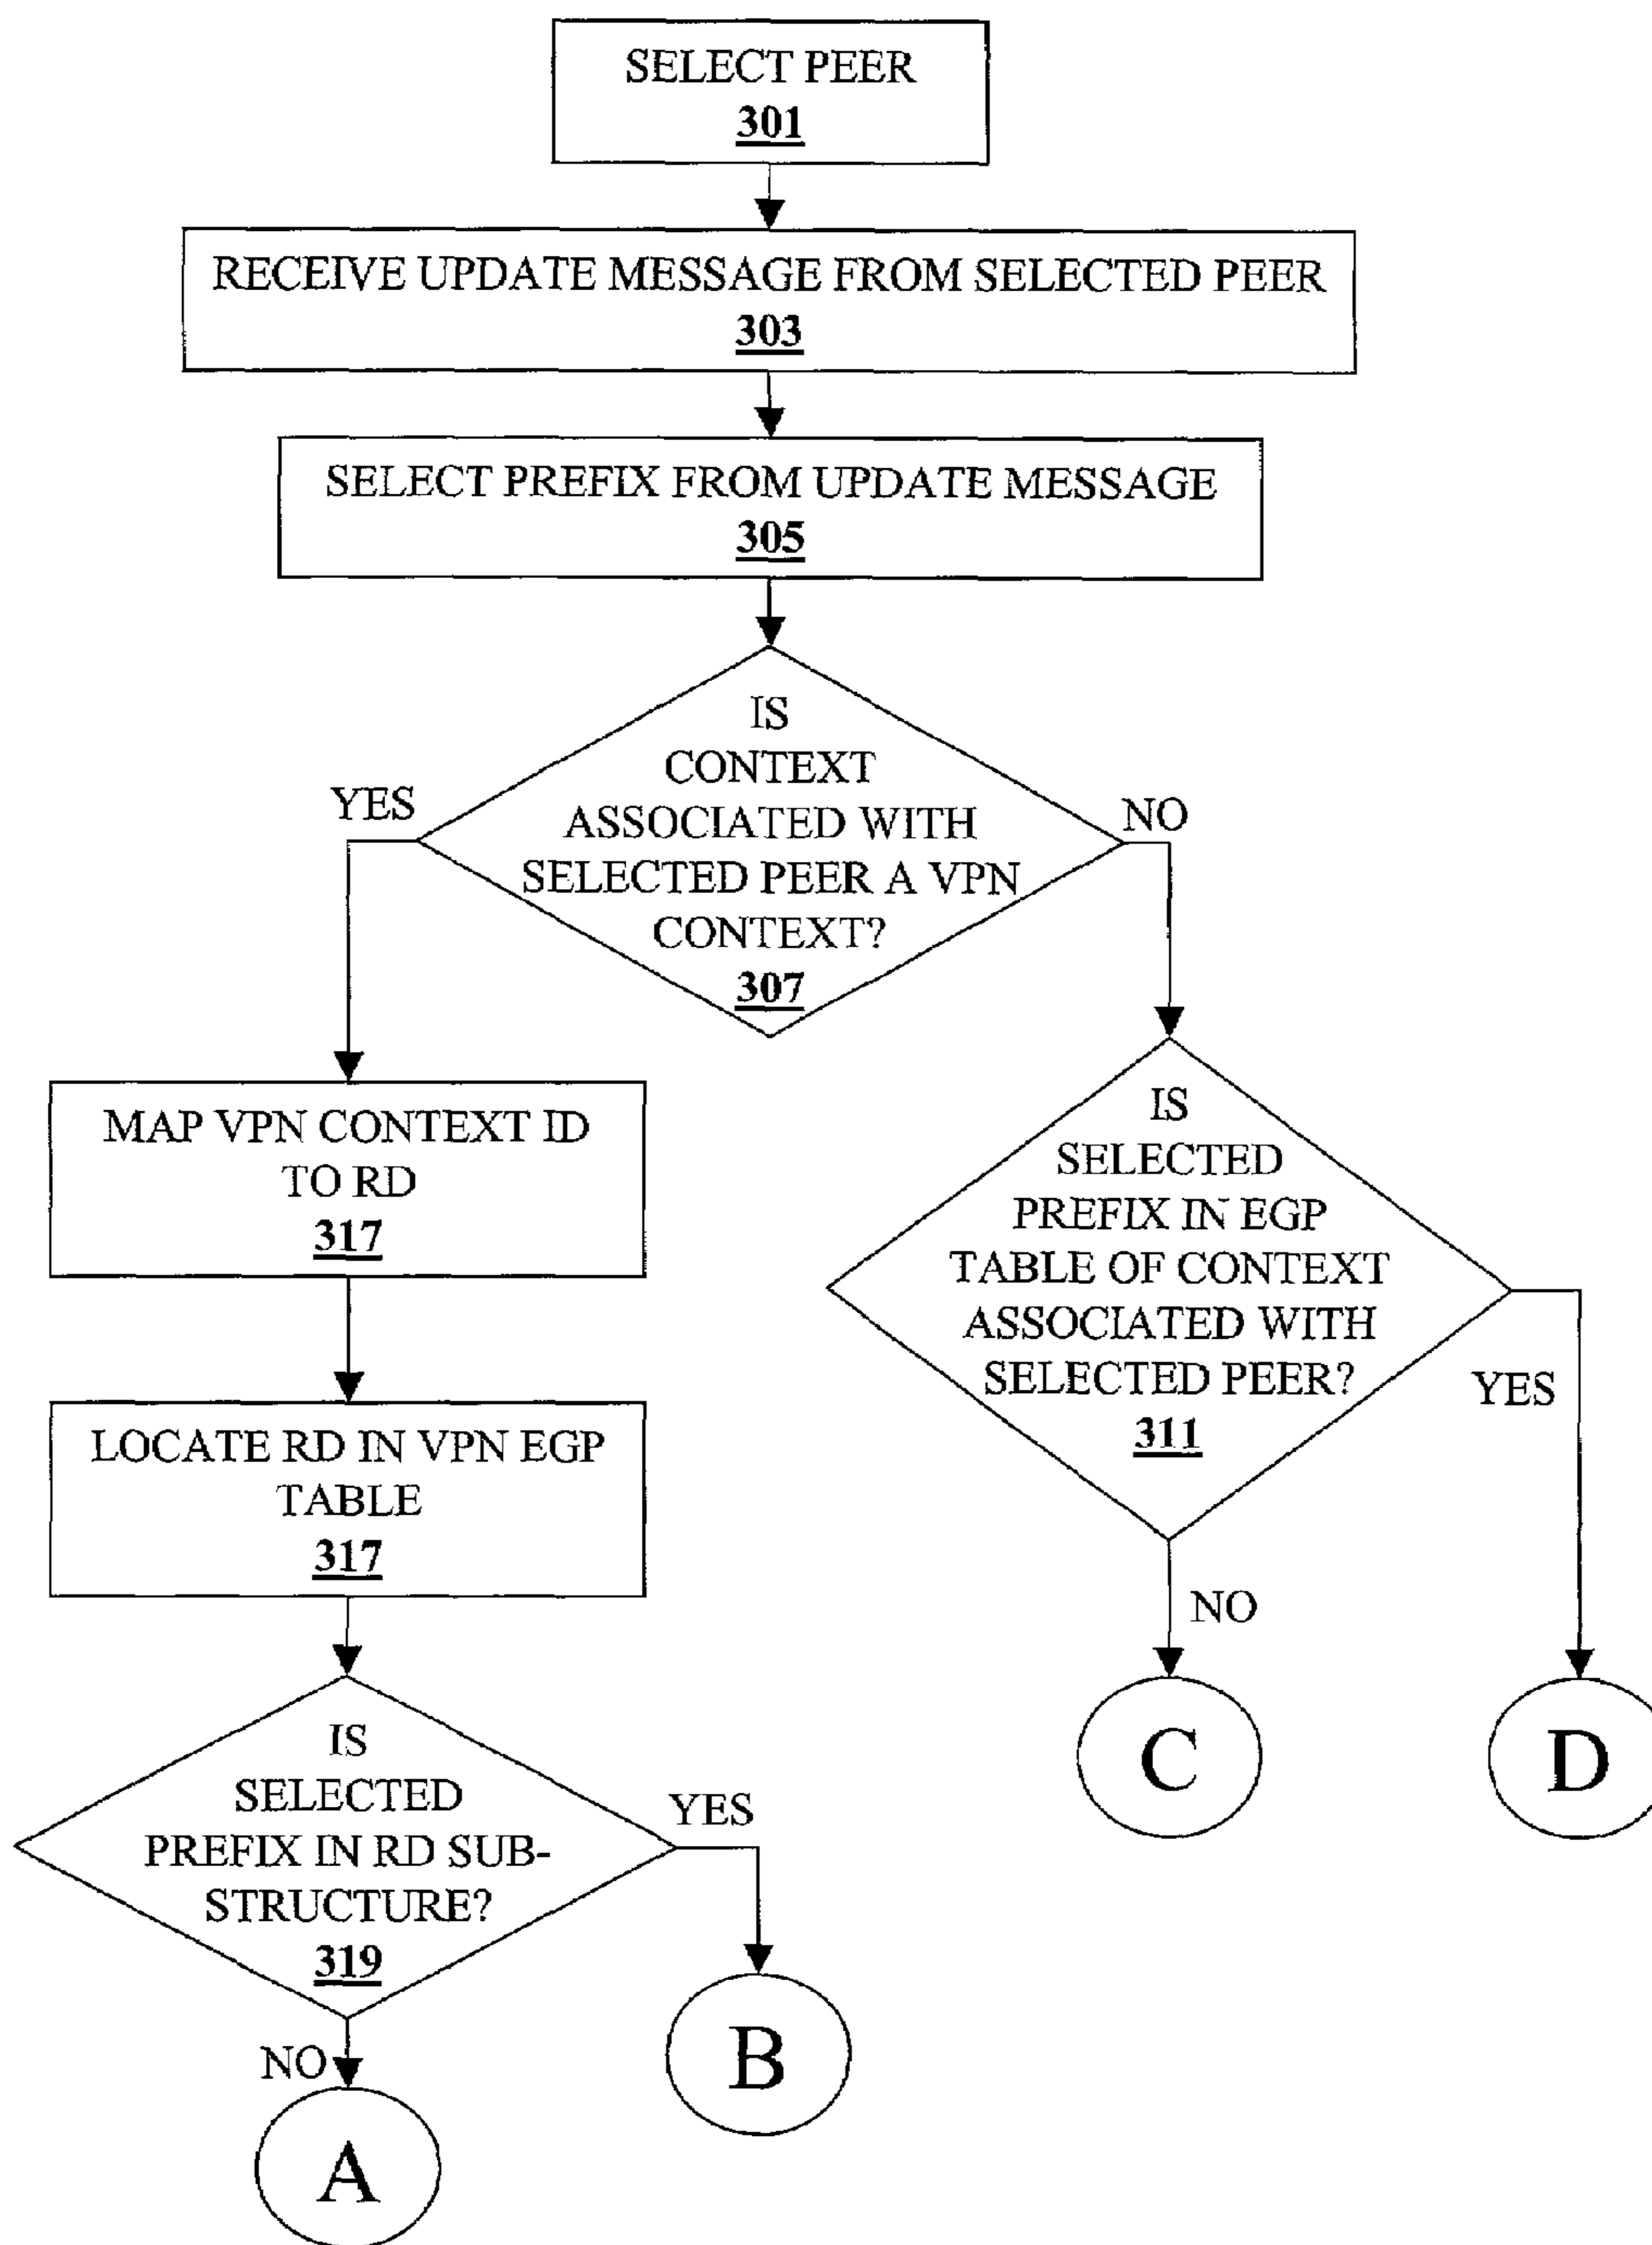 SELECT PEER
301
RECEIVE UPDATE MESSAGE FROM SELECTED PEER
303
SELECT PREFIX FROM UPDATE MESSAGE
305
IS
CONTEXT
ASSOCIATED WITH
SELECTED PEER A VPN
CONTEXT?
307
YES
NO
MAP VPN CONTEXT ID
TO RD
317
LOCATE RD IN VPN EGP
TABLE
317
IS
SELECTED
PREFIX IN RD SUB-
STRUCTURE?
319
YES
NO
A
B
IS
SELECTED
PREFIX IN EGP
TABLE OF CONTEXT
ASSOCIATED WITH
SELECTED PEER?
311
YES
NO
C
D